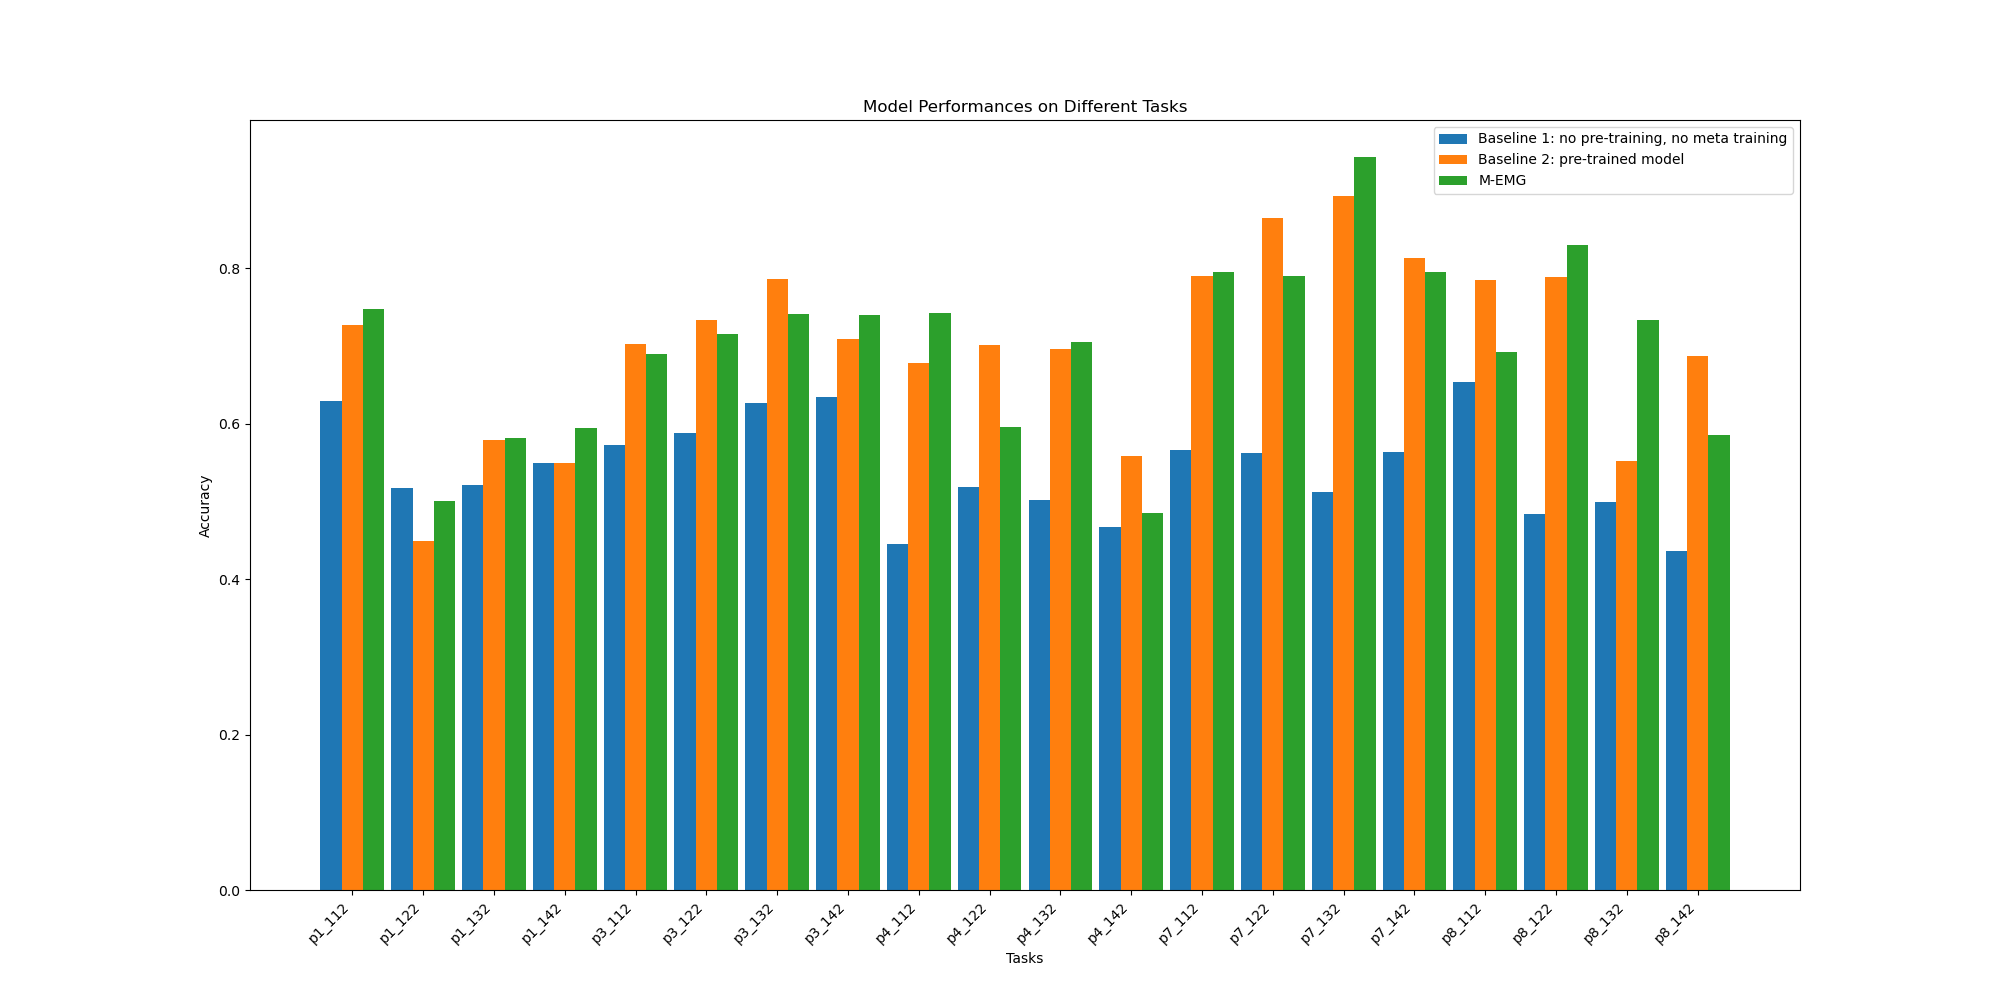 Model Performances on Different Tasks
Baseline 1: no pre-training, no meta training
Baseline 2: pre-trained model
M-EMG
Accuracy
0.8
0.6
0.4
0.2
0.0
p1_112
p1_122
p1_132
p1_142
p3_112
p3_122
p3_132
p3_142
p4_112
p4_122
p4_132
p4_142
p7_112
p7_122
p7_132
p7_142
p8_112
p8_122
p8_132
p8_142
Tasks